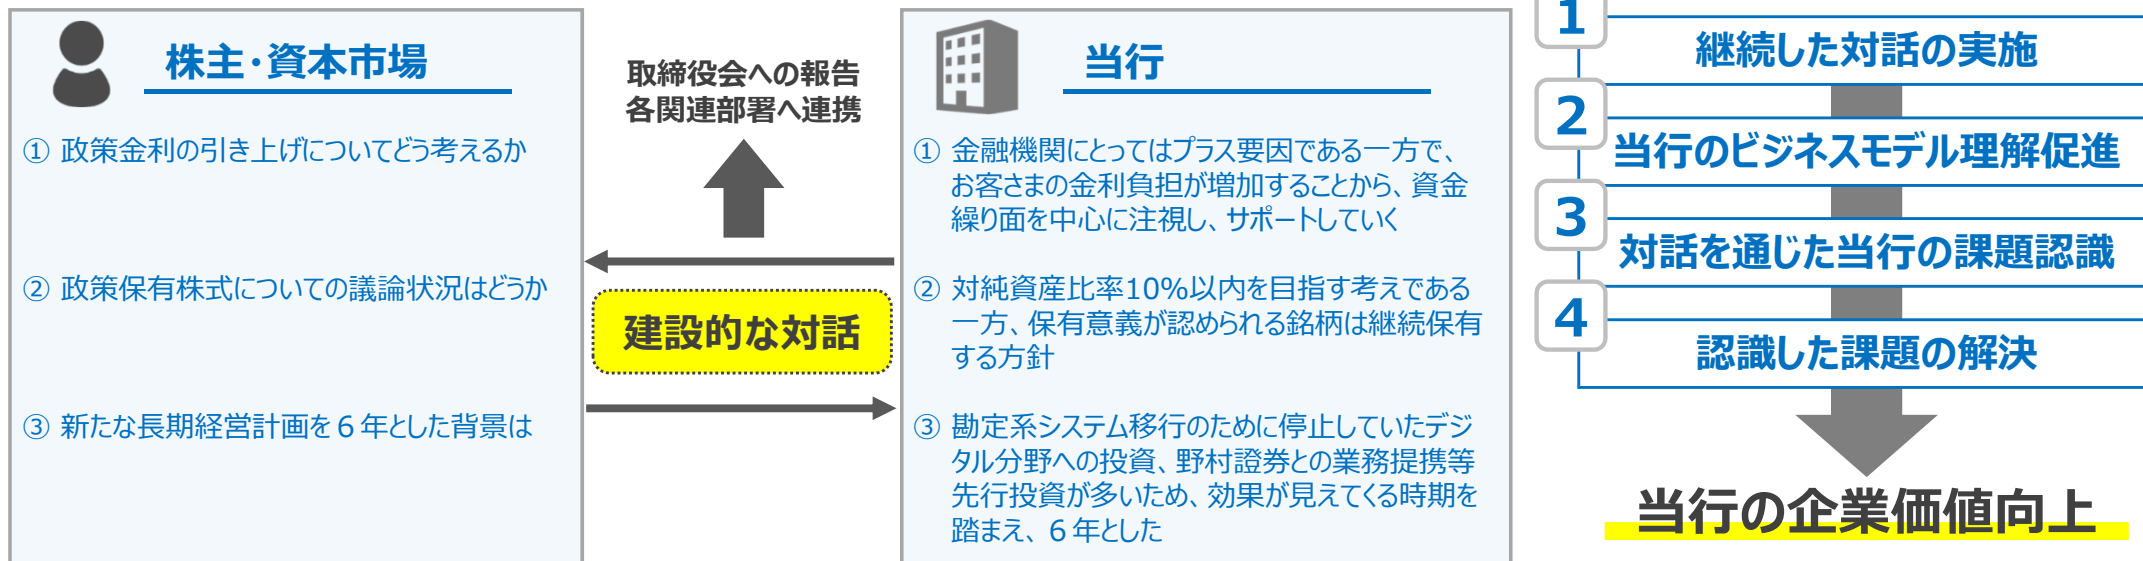 株主・資本市場
① 政策金利の引き上げについてどう考えるか
② 政策保有株式についての議論状況はどうか
③ 新たな長期経営計画を６年とした背景は
取締役会への報告
各関連部署へ連携
建設的な対話
当行
① 金融機関にとってはプラス要因である一方で、
お客さまの金利負担が増加することから、資金
繰り面を中心に注視し、サポートしていく
② 対純資産比率10%以内を目指す考えである
一方、保有意義が認められる銘柄は継続保有
する方針
③ 勘定系システム移行のために停止していたデジ
タル分野への投資、野村證券との業務提携等
先行投資が多いため、効果が見えてくる時期を
踏まえ、６年とした
1
継続した対話の実施
2
当行のビジネスモデル理解促進
3
対話を通じた当行の課題認識
4
認識した課題の解決
当行の企業価値向上